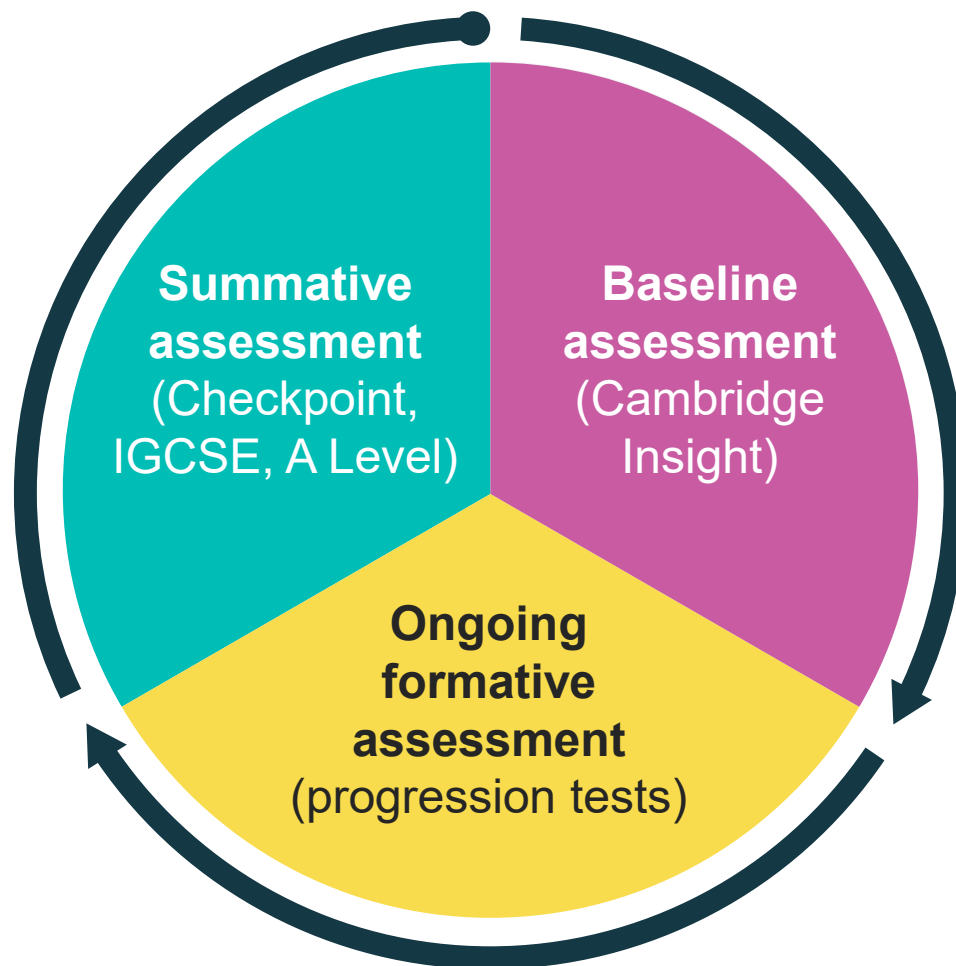 Summative
assessment
(Checkpoint,
IGCSE, A Level)
Baseline
assessment
(Cambridge
Insight)
Ongoing
formative
assessment
(progression tests)